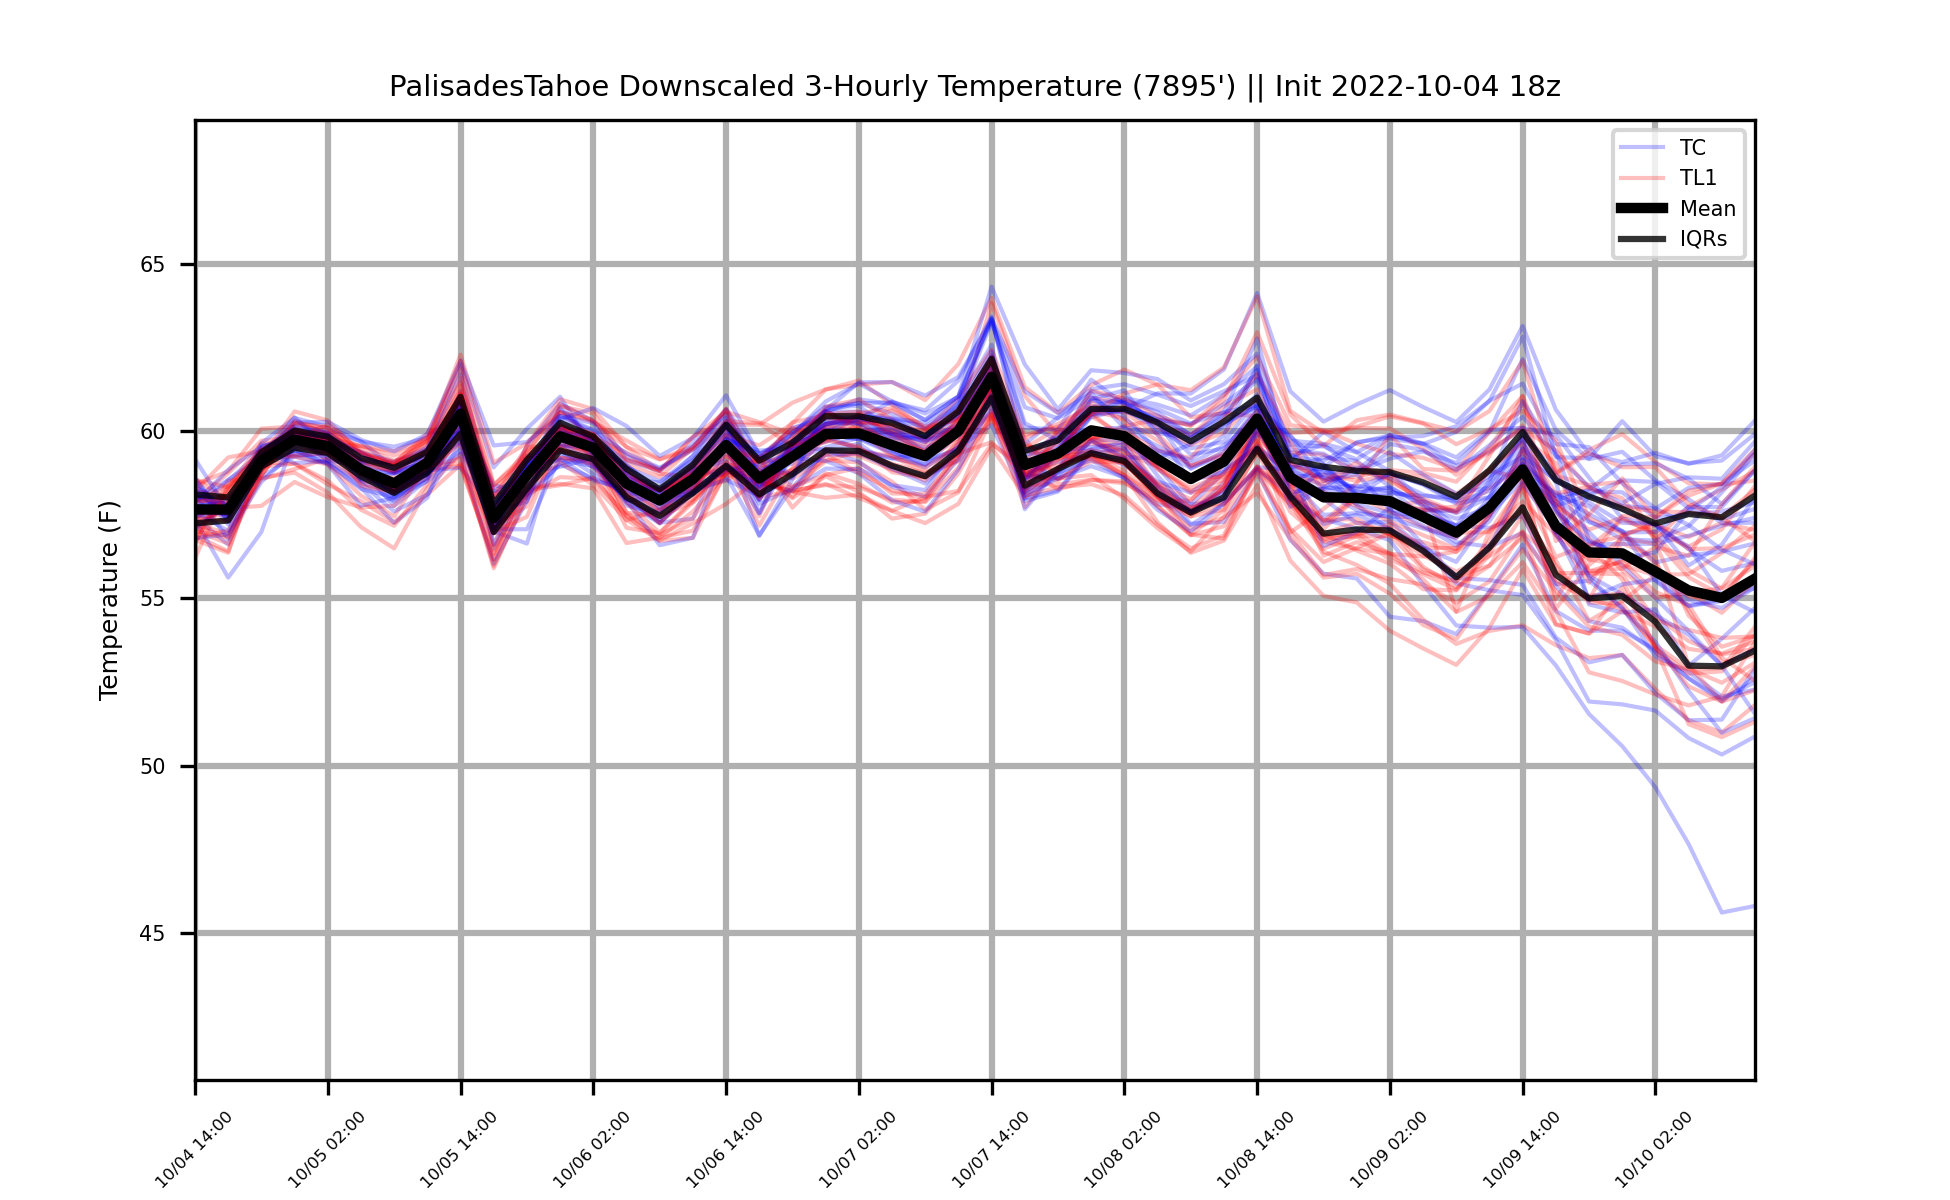 PalisadesTahoe Downscaled 3-Hourly Temperature (7895') || Init 2022-10-04 18z
TC
TL1
Mean
IQRs
Temperature (F)
65
60
55
50
45
10/04 14:00
10/05 02:00
10/05 14:00
10/06 02:00
10/06 14:00
10/07 02:00
10/07 14:00
10/08 02:00
10/08 14:00
10/09 02:00
10/09 14:00
10/10 02:00